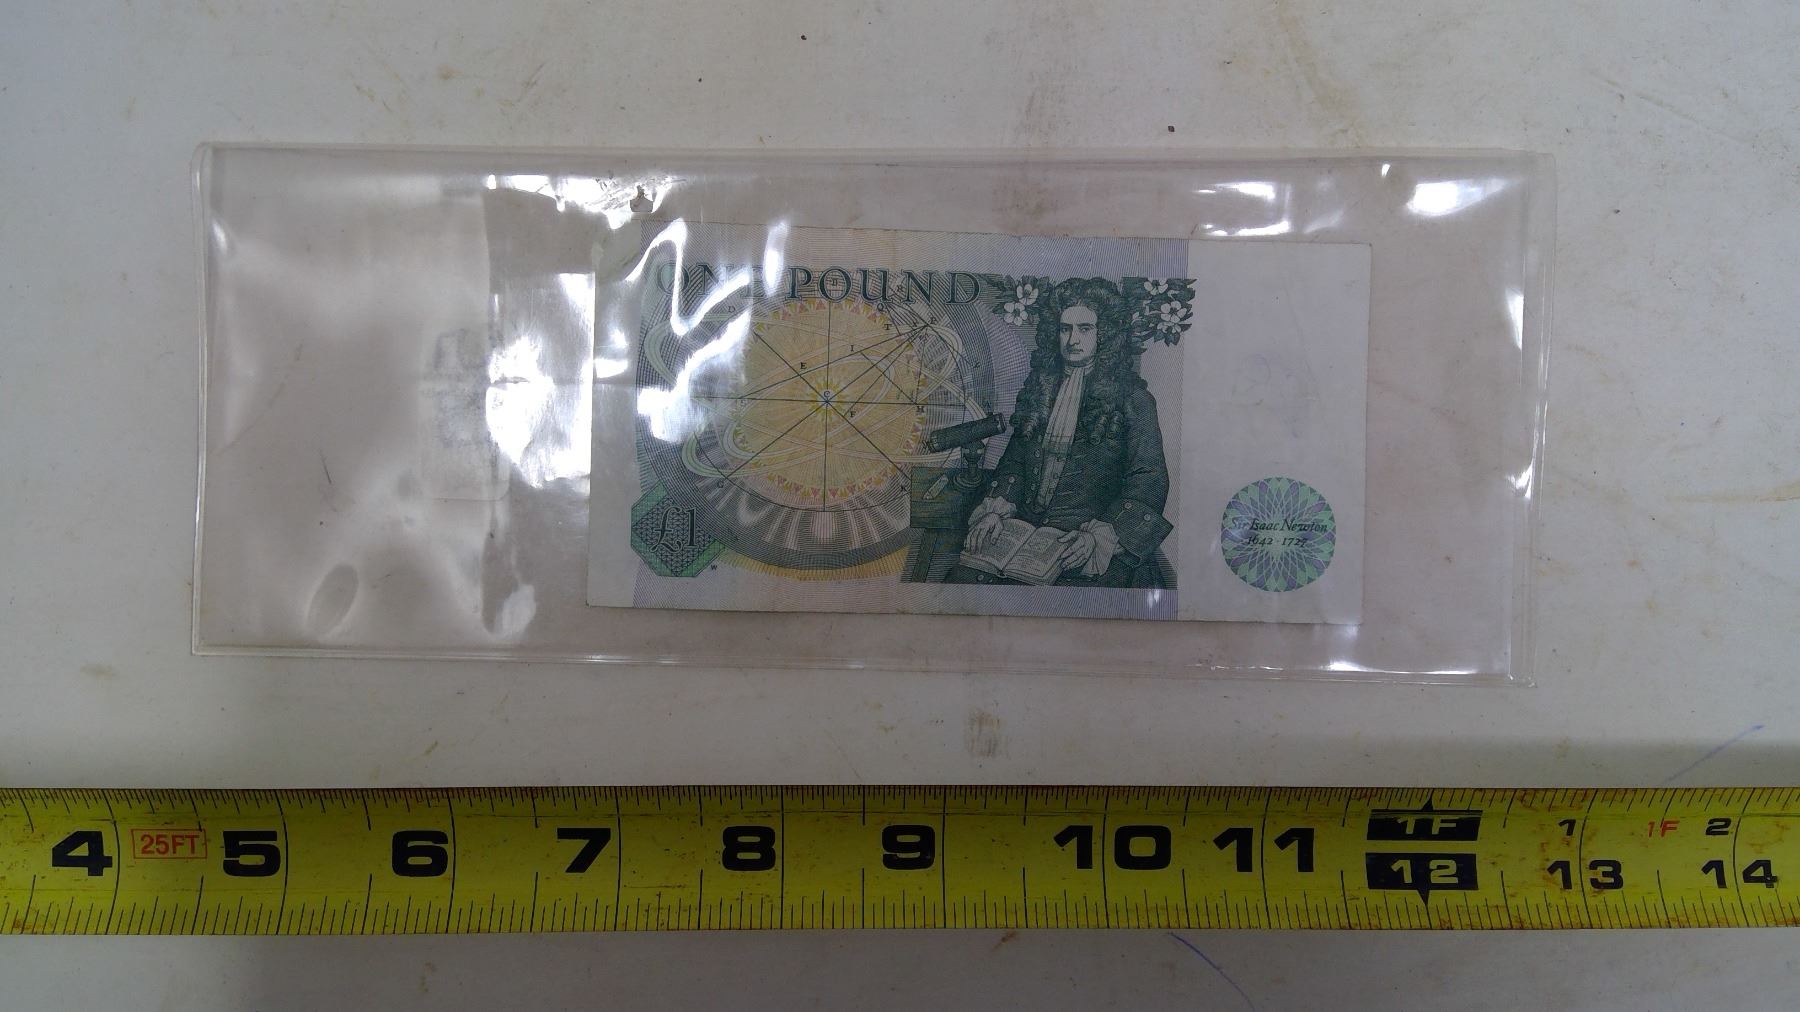 ONE POUND
£1
Sir Isaac Newton
1642 - 1727
1F 1 1F 2
4 25FT 5 6 7 8 9 10 11 12 13 14